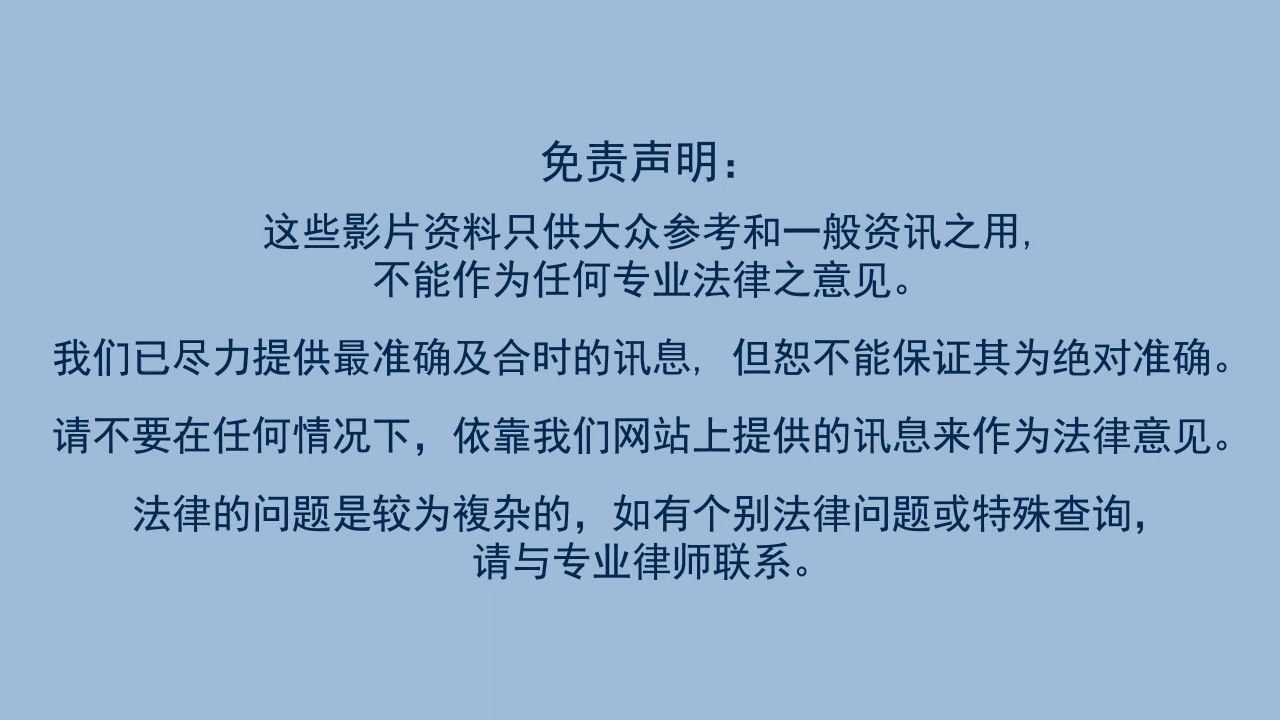 免责声明：
这些影片资料只供大众参考和一般资讯之用,
不能作为任何专业法律之意见。
我们已尽力提供最准确及合时的讯息, 但恕不能保证其为绝对准确。
请不要在任何情况下，依靠我们网站上提供的讯息来作为法律意见。
法律的问题是较为複杂的，如有个别法律问题或特殊查询，
请与专业律师联系。